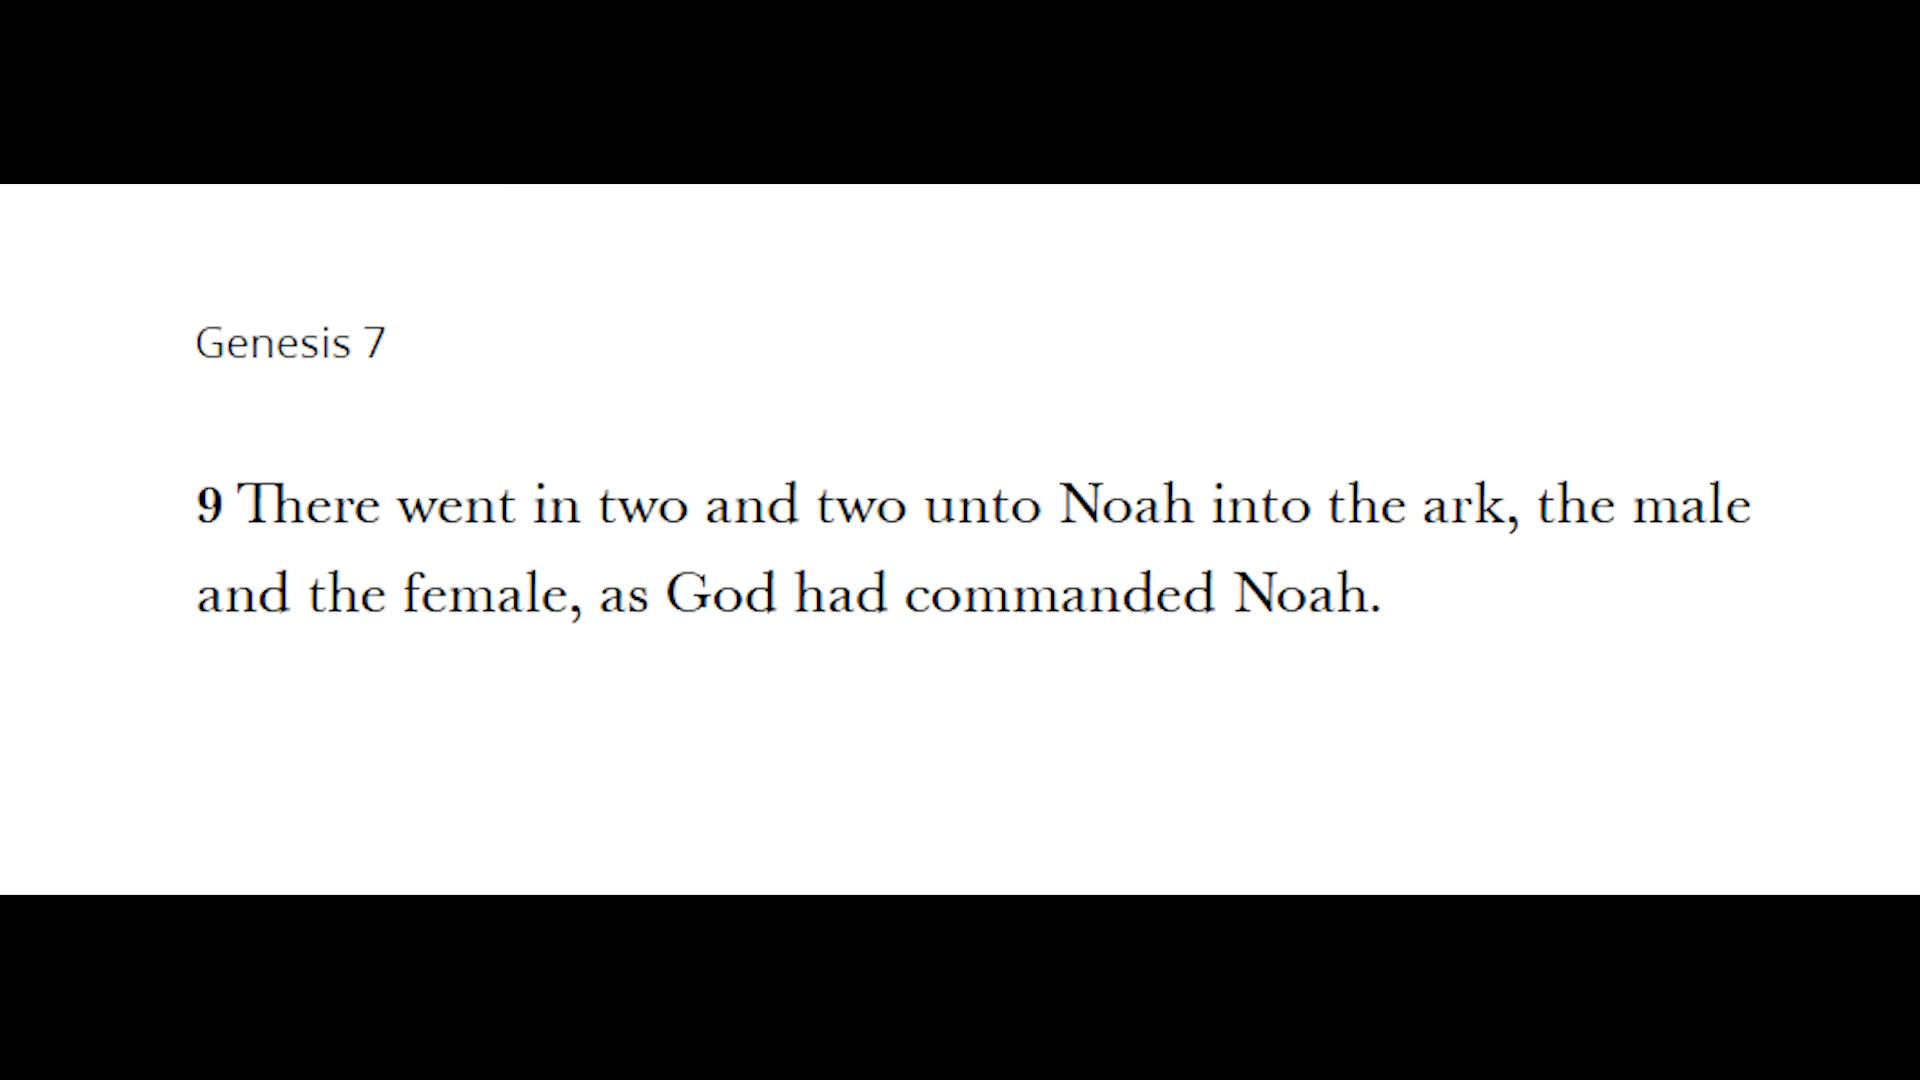 Genesis 7
9 There went in two and two unto Noah into the ark, the male
and the female, as God had commanded Noah.